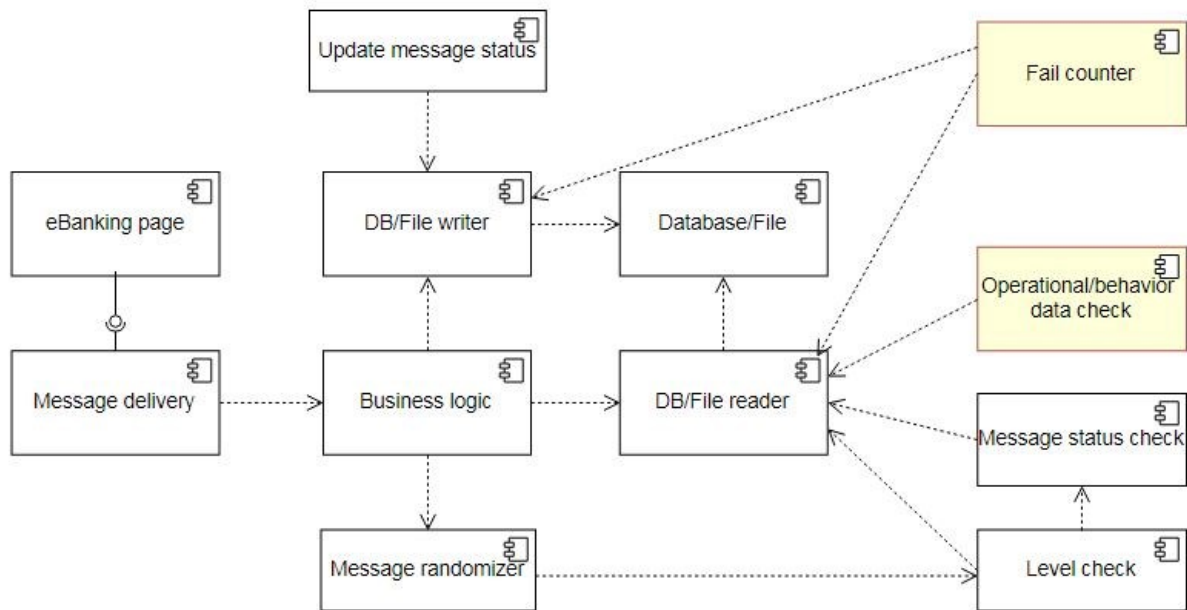 Update message status
Fail counter
eBanking page
DB/File writer
Database/File
Operational/behavior
data check
Message delivery
Business logic
DB/File reader
Message status check
Message randomizer
Level check